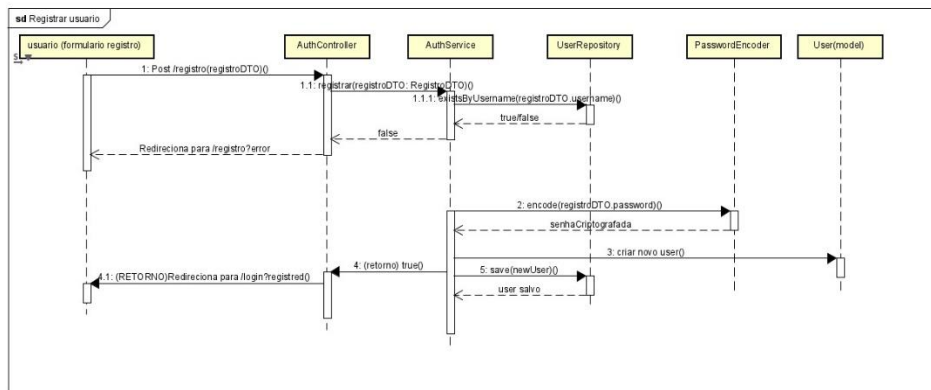 sd Registrar usuario
usuario (formulario registro)
AuthController
AuthService
UserRepository
PasswordEncoder
User(model)
1: Post /registro(registroDTO)()
1.1: registrar(registroDTO: RegistroDTO)()
1.1.1: existsByUsername(registroDTO.username)()
true/false
false
Redireciona para /registro?error
2: encode(registroDTO.password)()
senhaCriptografada
3: criar novo user()
4: (retorno) true()
4.1: (RETORNO)Redireciona para /login?registred()
5: save(newUser)()
user salvo